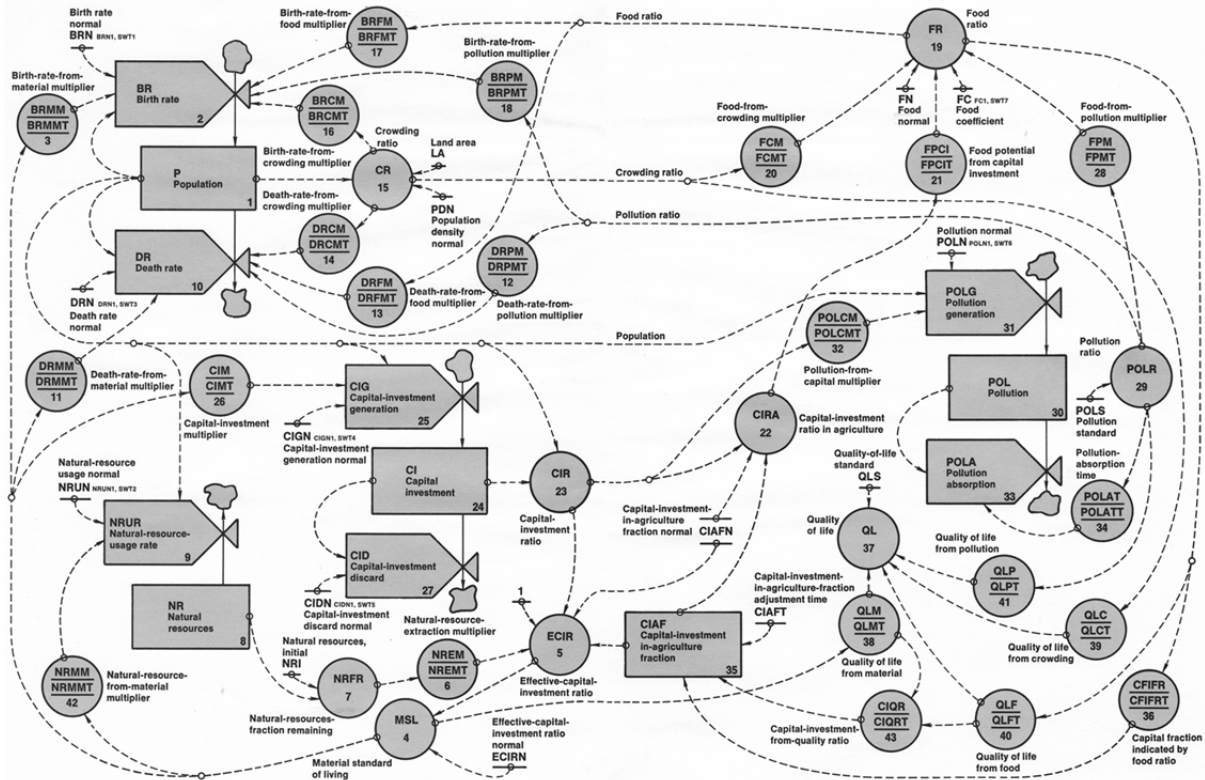 Birth rate
normal
BRN BRN1, SWT1
Birth-rate-from-
food multiplier
BRFM
BRFMT
17
Food ratio
FR
19
Food
ratio
Birth-rate-from-
pollution multiplier
BRPM
BRPMT
18
Birth-rate-from-
material multiplier
BRMM
BRMMT
3
BR
Birth rate
2
BRCM
BRCMT
16
Birth-rate-from-
crowding multiplier
Crowding
ratio
Land area
LA
CR
15
PDN
Population
density
normal
P
Population
1
Death-rate-from-
crowding multiplier
DRCM
DRCMT
14
DR
Death rate
10
DRN DRN1, SWT3
Death rate
normal
DRFM
DRFMT
13
Death-rate-from-
food multiplier
DRPM
DRPMT
12
Death-rate-from-
pollution multiplier
FN
Food
normal
FC FC1, SWT7
Food
coefficient
Food-from-
crowding multiplier
FCM
FCMT
20
FPCI
FPCIT
21
Food potential
from capital
investment
Food-from-
pollution multiplier
FPM
FPMT
28
Crowding ratio
Pollution ratio
Pollution normal
POLN POLN1, SWT6
POLG
Pollution
generation
31
POLCM
POLCMT
32
Pollution-from-
capital multiplier
Population
POL
Pollution
30
Pollution
ratio
POLR
29
POLS
Pollution
standard
POLA
Pollution
absorption
33
Pollution-
absorption
time
POLAT
POLATT
34
DRMM
DRMMT
11
Death-rate-from-
material multiplier
CIM
CIMT
26
Capital-investment
multiplier
CIG
Capital-investment
generation
25
CIGN CIGN1, SWT4
Capital-investment
generation normal
CI
Capital
investment
24
CIR
23
Capital-
investment
ratio
CIRA
22
Capital-investment
ratio in agriculture
CID
Capital-investment
discard
27
CIDN CIDN1, SWT5
Capital-investment
discard normal
Capital-investment-
in-agriculture
fraction normal
CIAFN
Natural-resource
usage normal
NRUN NRUN1, SWT2
NRUR
Natural-resource-
usage rate
9
NR
Natural
resources
8
NRMM
NRMMT
42
Natural-resource-
from-material
multiplier
Natural resources,
initial
NRI
NRFR
7
Natural-resources-
fraction remaining
Natural-resource-
extraction multiplier
NREM
NREMT
6
1
ECIR
5
Effective-capital-
investment ratio
MSL
4
Material standard
of living
Effective-capital-
investment ratio
normal
ECIRN
CIAF
Capital-investment-
in-agriculture
fraction
35
Capital-investment-
in-agriculture-fraction
adjustment time
CIAFT
Quality-of-life
standard
QLS
Quality
of life
QL
37
QLM
QLMT
38
Quality of life
from material
Quality of life
from pollution
QLP
QLPT
41
QLC
QLCT
39
Quality of life
from crowding
CIQR
CIQRT
43
Capital-investment-
from-quality ratio
QLF
QLFT
40
Quality of life
from food
CFIFR
CFIFRT
36
Capital fraction
indicated by
food ratio